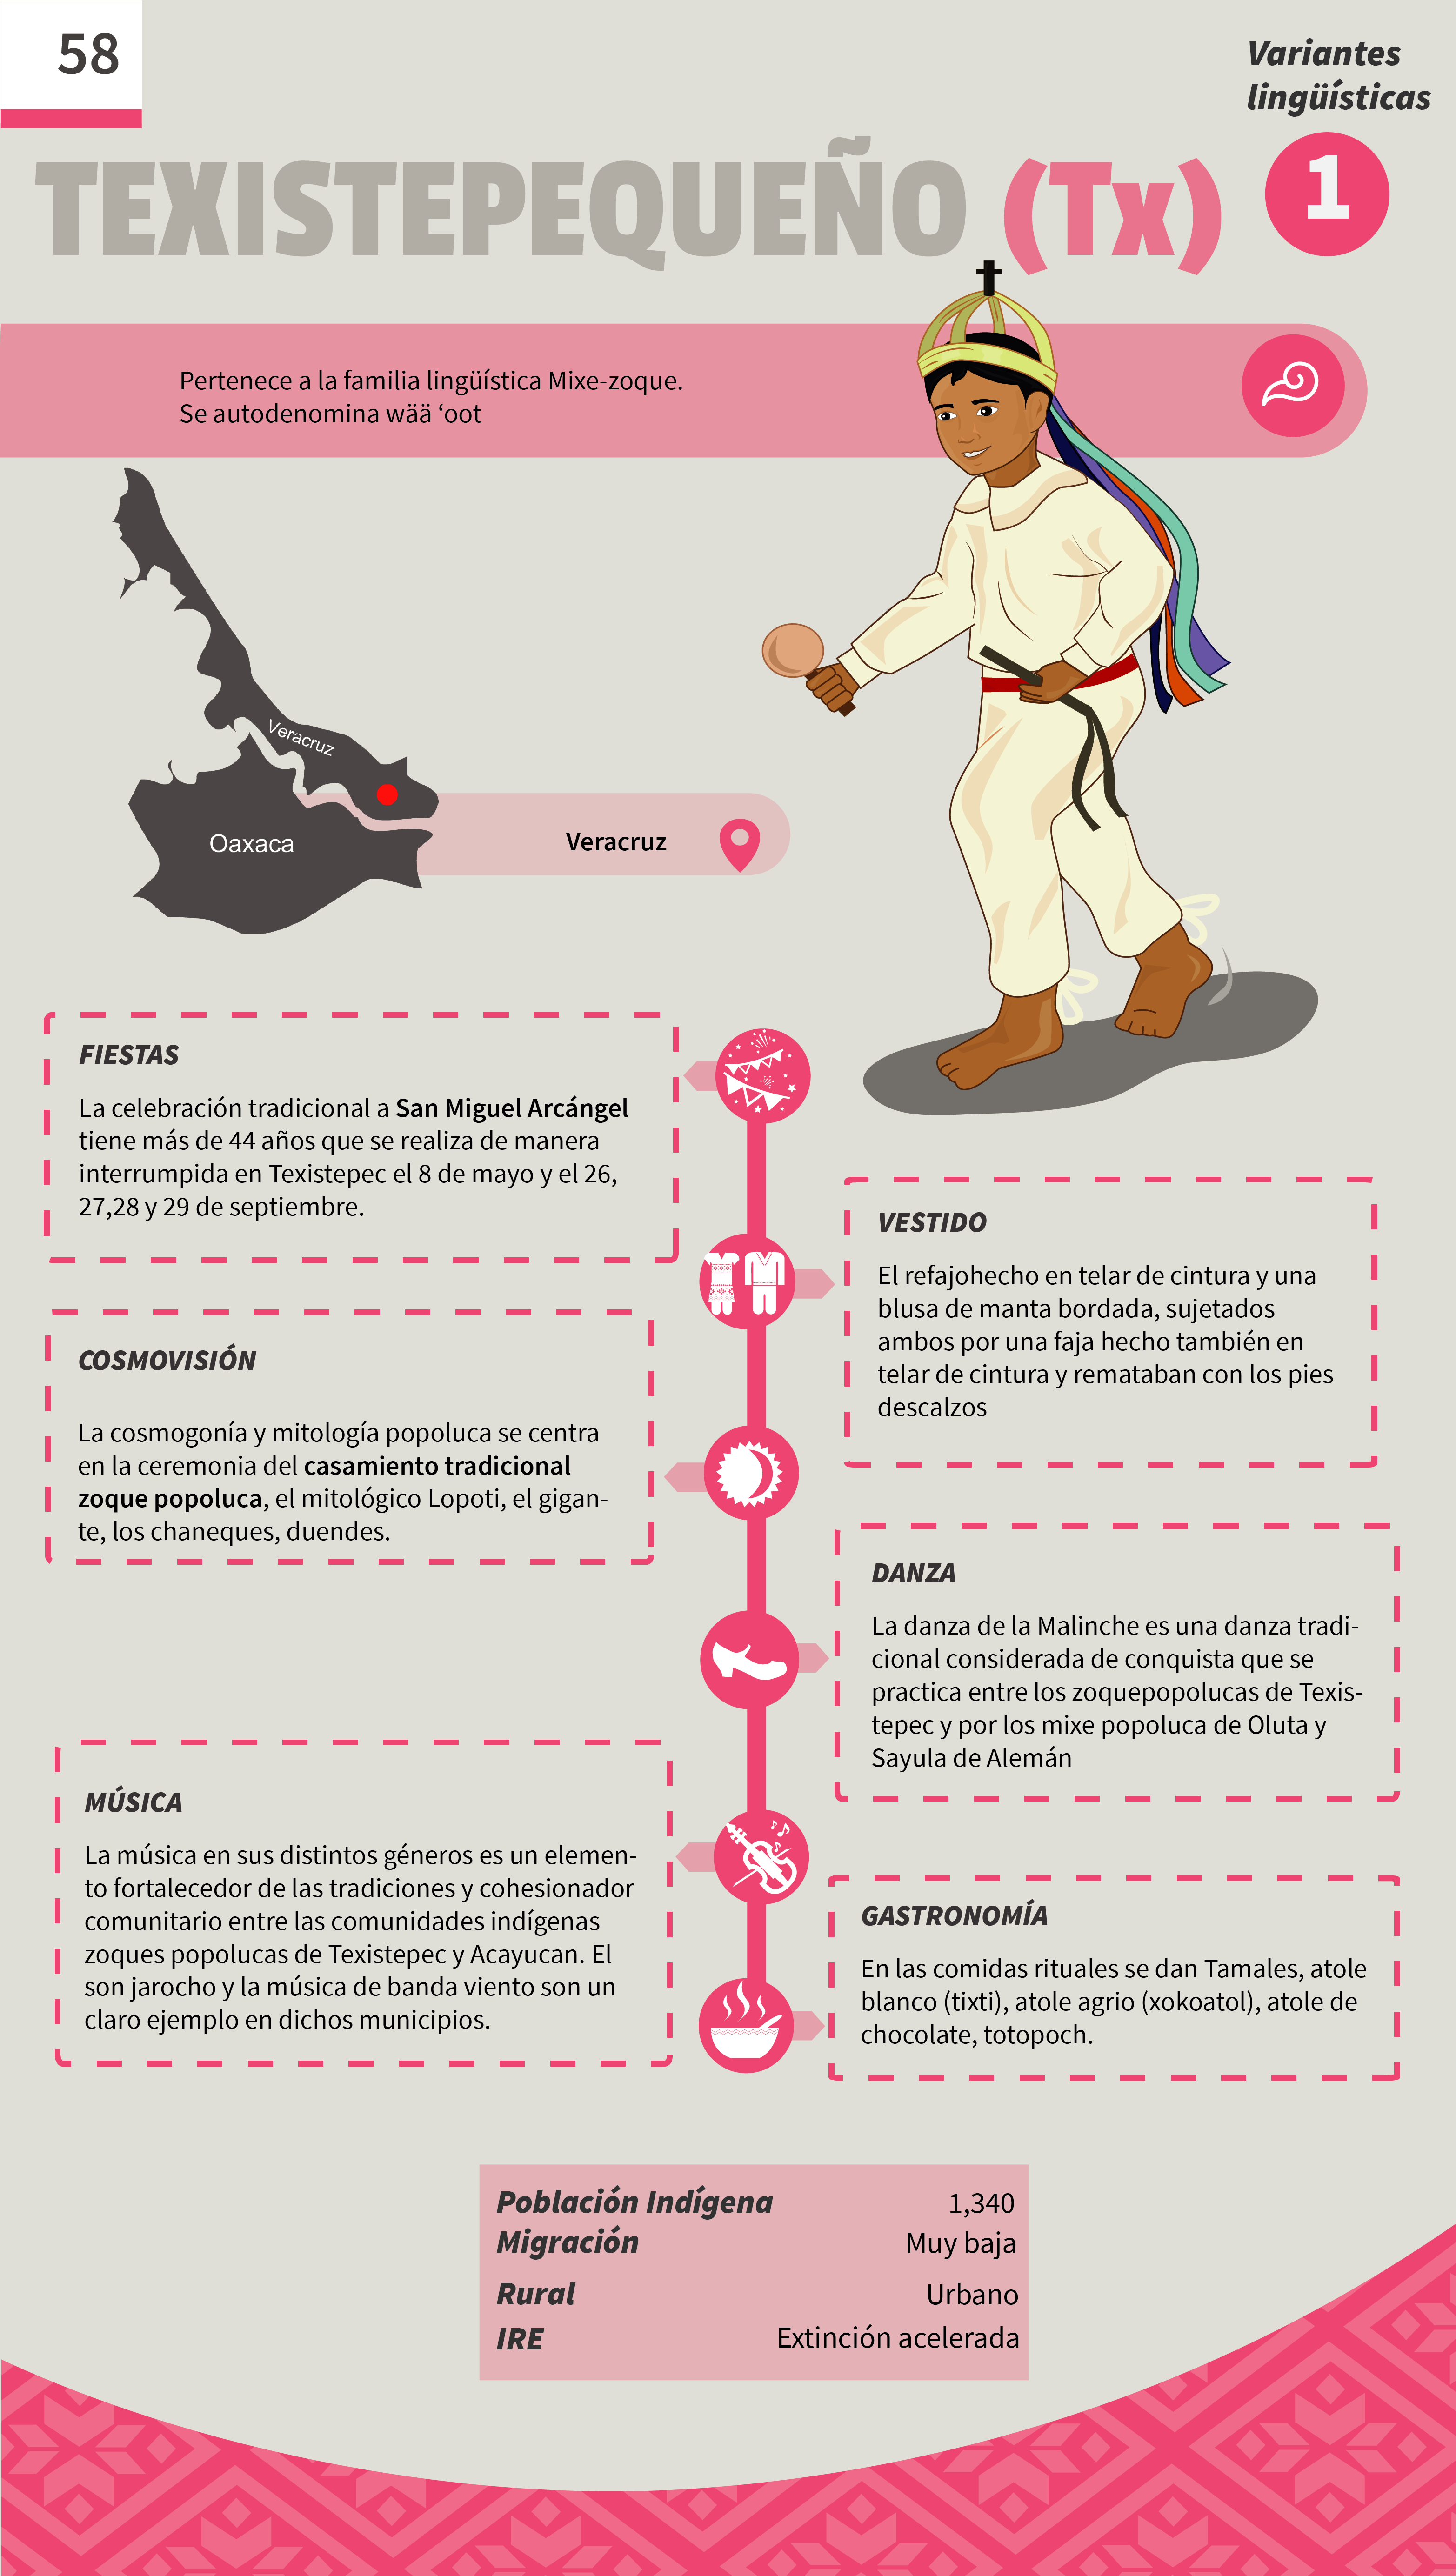 58
Variantes
lingüísticas
TEXISTEPEQUEÑO (Tx)
1
Pertenece a la familia lingüística Mixe-zoque.
Se autodenomina wää ‘oot
Veracruz
Oaxaca
Veracruz
FIESTAS
La celebración tradicional a San Miguel Arcángel
tiene más de 44 años que se realiza de manera
interrumpida en Texistepec el 8 de mayo y el 26,
27,28 y 29 de septiembre.
VESTIDO
El refajohecho en telar de cintura y una
blusa de manta bordada, sujetados
ambos por una faja hecho también en
telar de cintura y remataban con los pies
descalzos
COSMOVISIÓN
La cosmogonía y mitología popoluca se centra
en la ceremonia del casamiento tradicional
zoque popoluca, el mitológico Lopoti, el gigan-
te, los chaneques, duendes.
DANZA
La danza de la Malinche es una danza tradi-
cional considerada de conquista que se
practica entre los zoquepopolucas de Texis-
tepec y por los mixe popoluca de Oluta y
Sayula de Alemán
MÚSICA
La música en sus distintos géneros es un elemen-
to fortalecedor de las tradiciones y cohesionador
comunitario entre las comunidades indígenas
zoques popolucas de Texistepec y Acayucan. El
son jarocho y la música de banda viento son un
claro ejemplo en dichos municipios.
GASTRONOMÍA
En las comidas rituales se dan Tamales, atole
blanco (tixti), atole agrio (xokoatol), atole de
chocolate, totopoch.
Población Indígena 1,340
Migración Muy baja
Rural Urbano
IRE Extinción acelerada